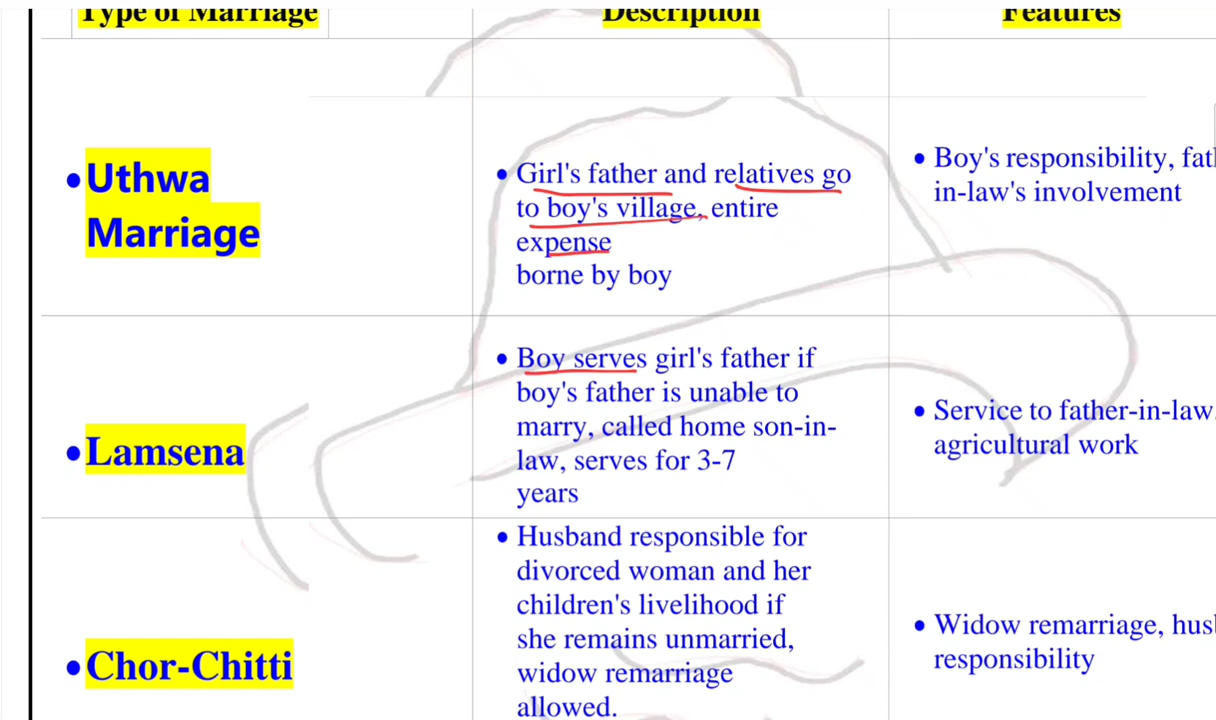 Type of Marriage
Description
Features
• Uthwa
Marriage
• Girl's father and relatives go
to boy's village, entire
expense
borne by boy
• Boy's responsibility,
in-law's involvement
• Lamsena
• Boy serves girl's father if
boy's father is unable to
marry, called home son-in-
law, serves for 3-7
years
• Service to father-in-law
agricultural work
• Chor-Chitti
• Husband responsible for
divorced woman and her
children's livelihood if
she remains unmarried,
widow remarriage
allowed.
• Widow remarriage,
responsibility